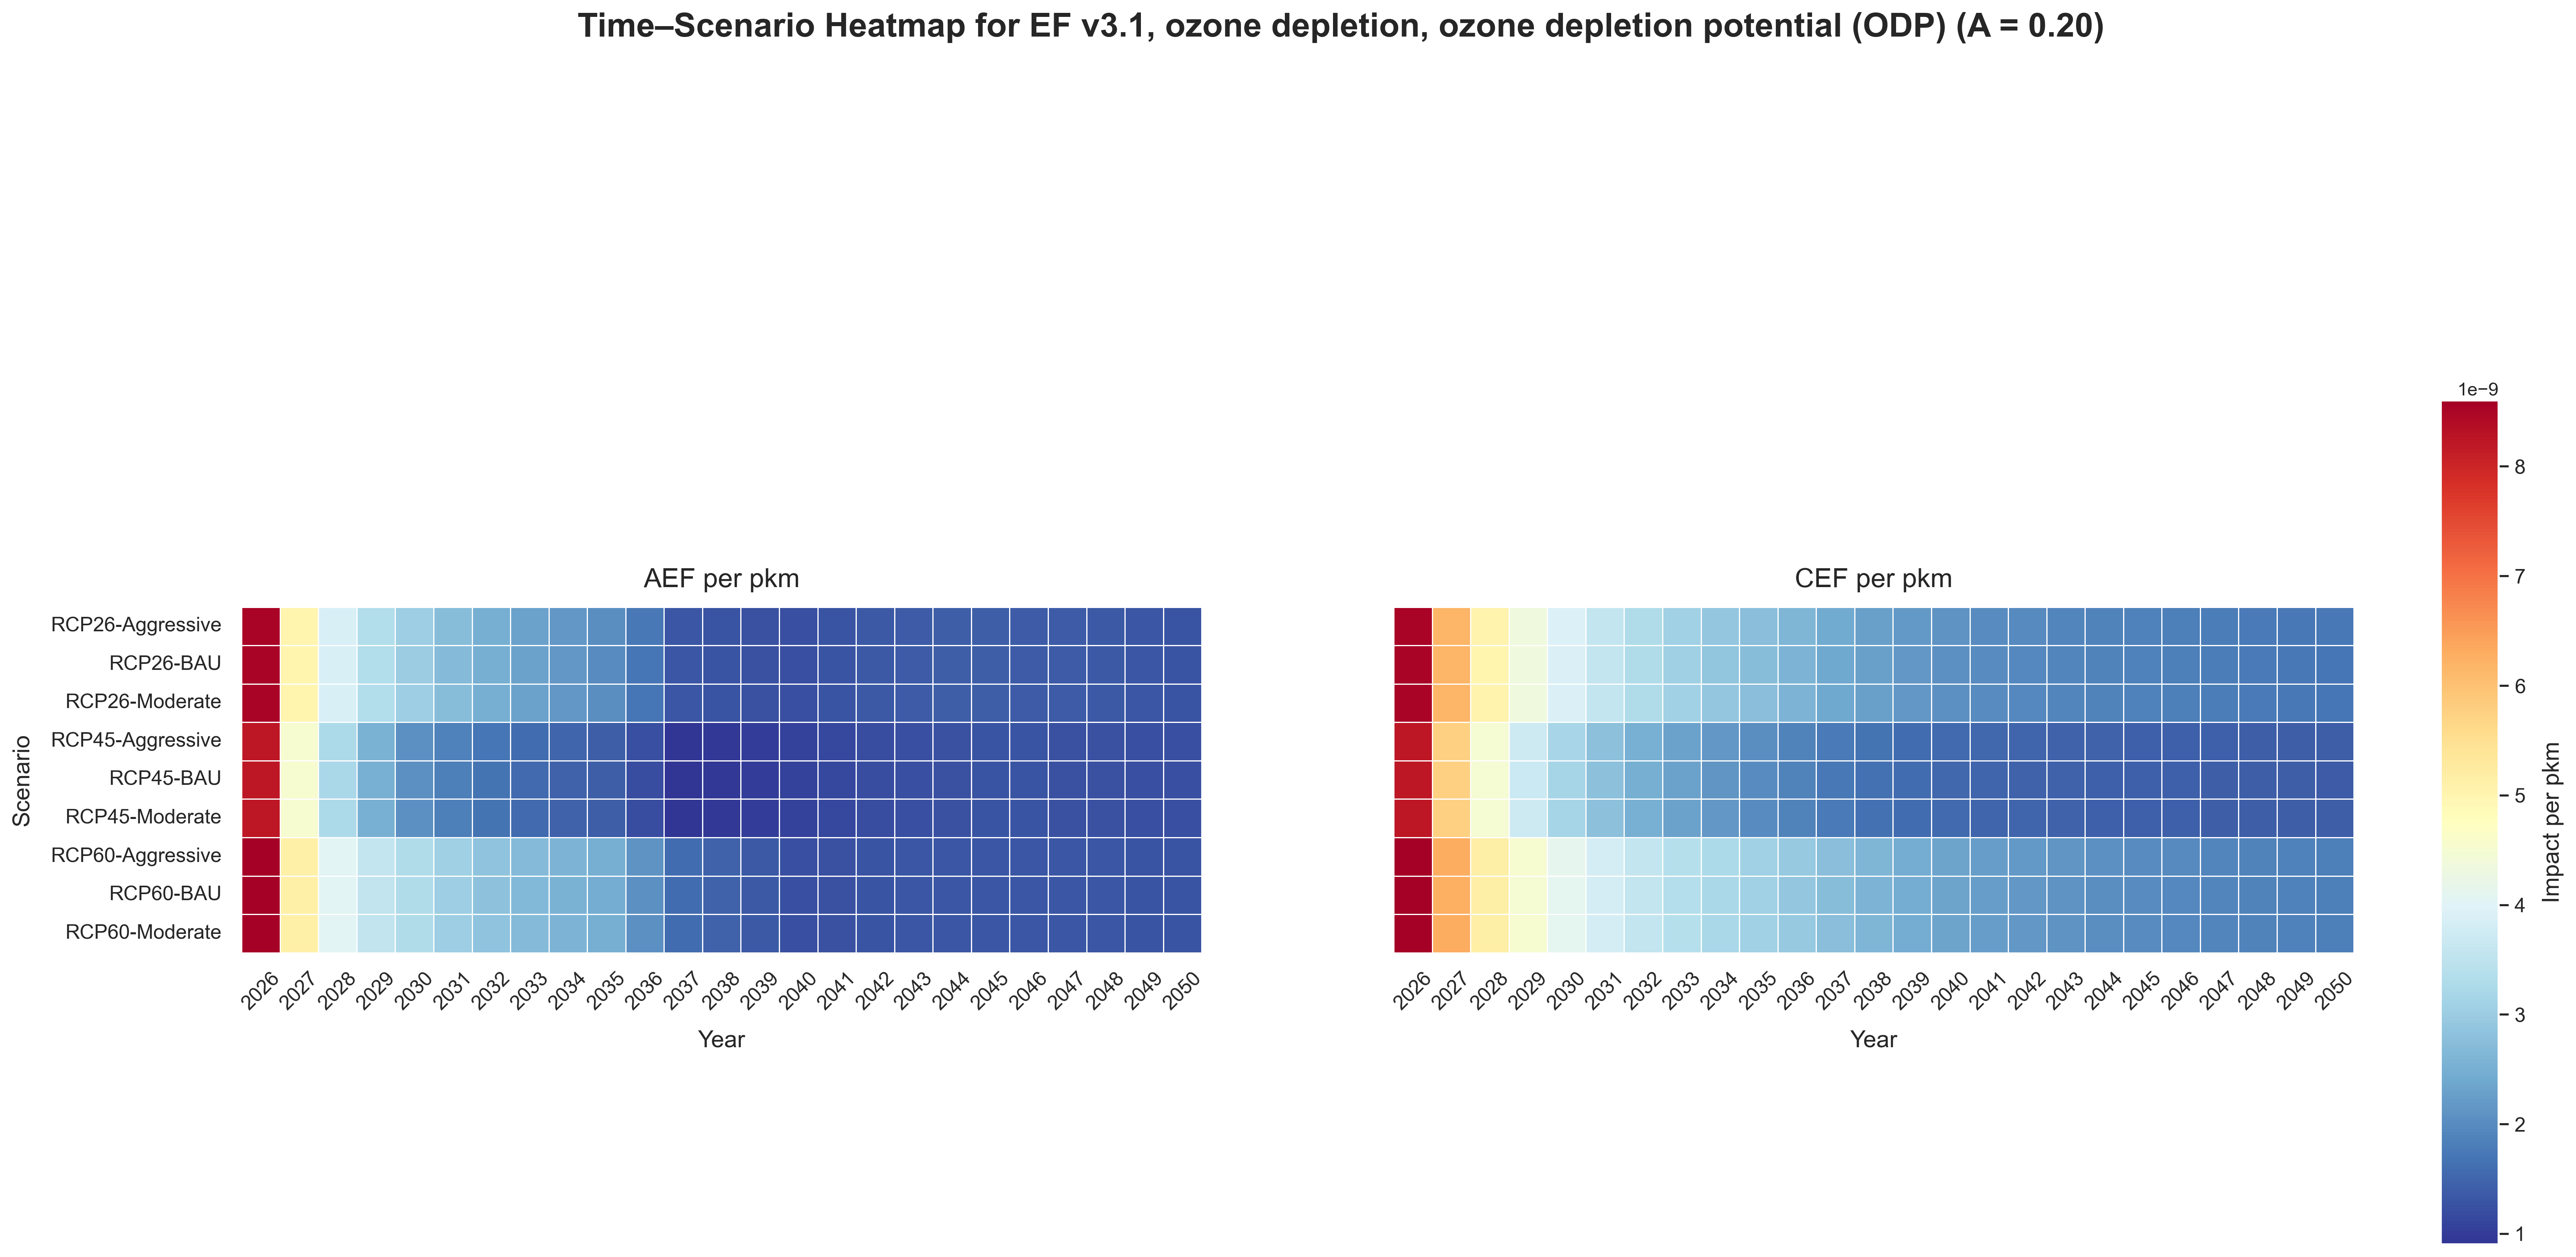 Time–Scenario Heatmap for EF v3.1, ozone depletion, ozone depletion potential (ODP) (A = 0.20)
AEF per pkm
Scenario
RCP26-Aggressive
RCP26-BAU
RCP26-Moderate
RCP45-Aggressive
RCP45-BAU
RCP45-Moderate
RCP60-Aggressive
RCP60-BAU
RCP60-Moderate
2026 2027 2028 2029 2030 2031 2032 2033 2034 2035 2036 2037 2038 2039 2040 2041 2042 2043 2044 2045 2046 2047 2048 2049 2050
Year
CEF per pkm
2026 2027 2028 2029 2030 2031 2032 2033 2034 2035 2036 2037 2038 2039 2040 2041 2042 2043 2044 2045 2046 2047 2048 2049 2050
Year
1e−9
8
7
6
5
4
3
2
1
Impact per pkm